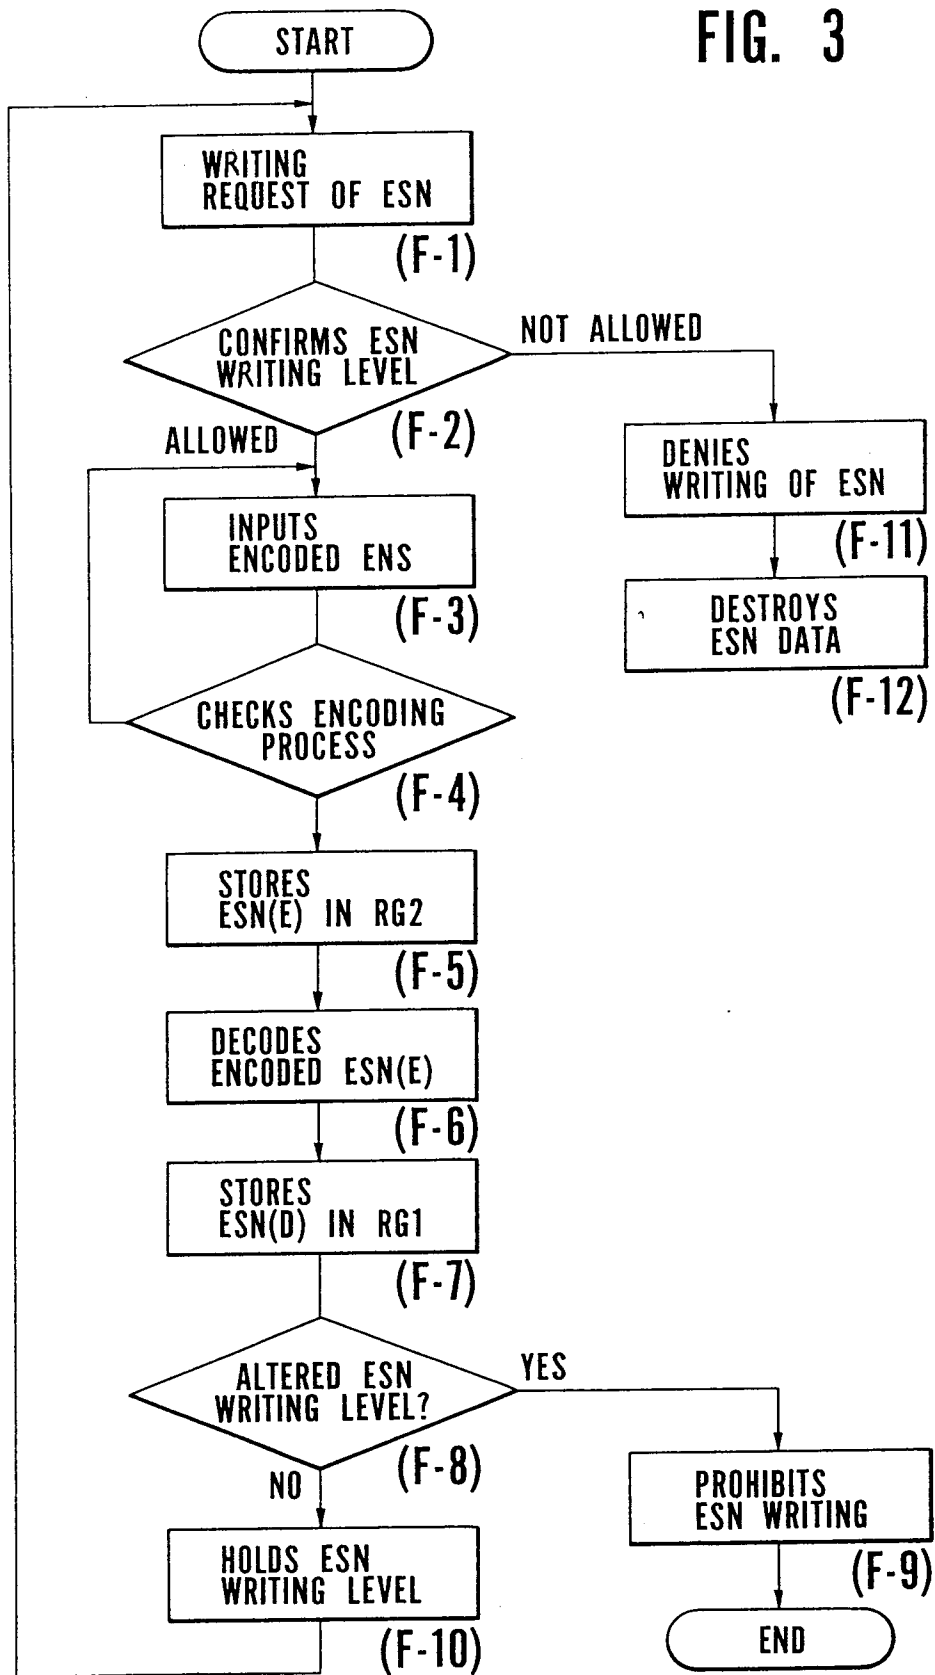 FIG. 3
START
WRITING
REQUEST OF ESN
(F-1)
CONFIRMS ESN
WRITING LEVEL
(F-2)
NOT ALLOWED
ALLOWED
DENIES
WRITING OF ESN
(F-11)
INPUTS
ENCODED ENS
(F-3)
DESTROYS
ESN DATA
(F-12)
CHECKS ENCODING
PROCESS
(F-4)
STORES
ESN(E) IN RG2
(F-5)
DECODES
ENCODED ESN(E)
(F-6)
STORES
ESN(D) IN RG1
(F-7)
ALTERED ESN
WRITING LEVEL?
(F-8)
YES
NO
PROHIBITS
ESN WRITING
(F-9)
HOLDS ESN
WRITING LEVEL
(F-10)
END